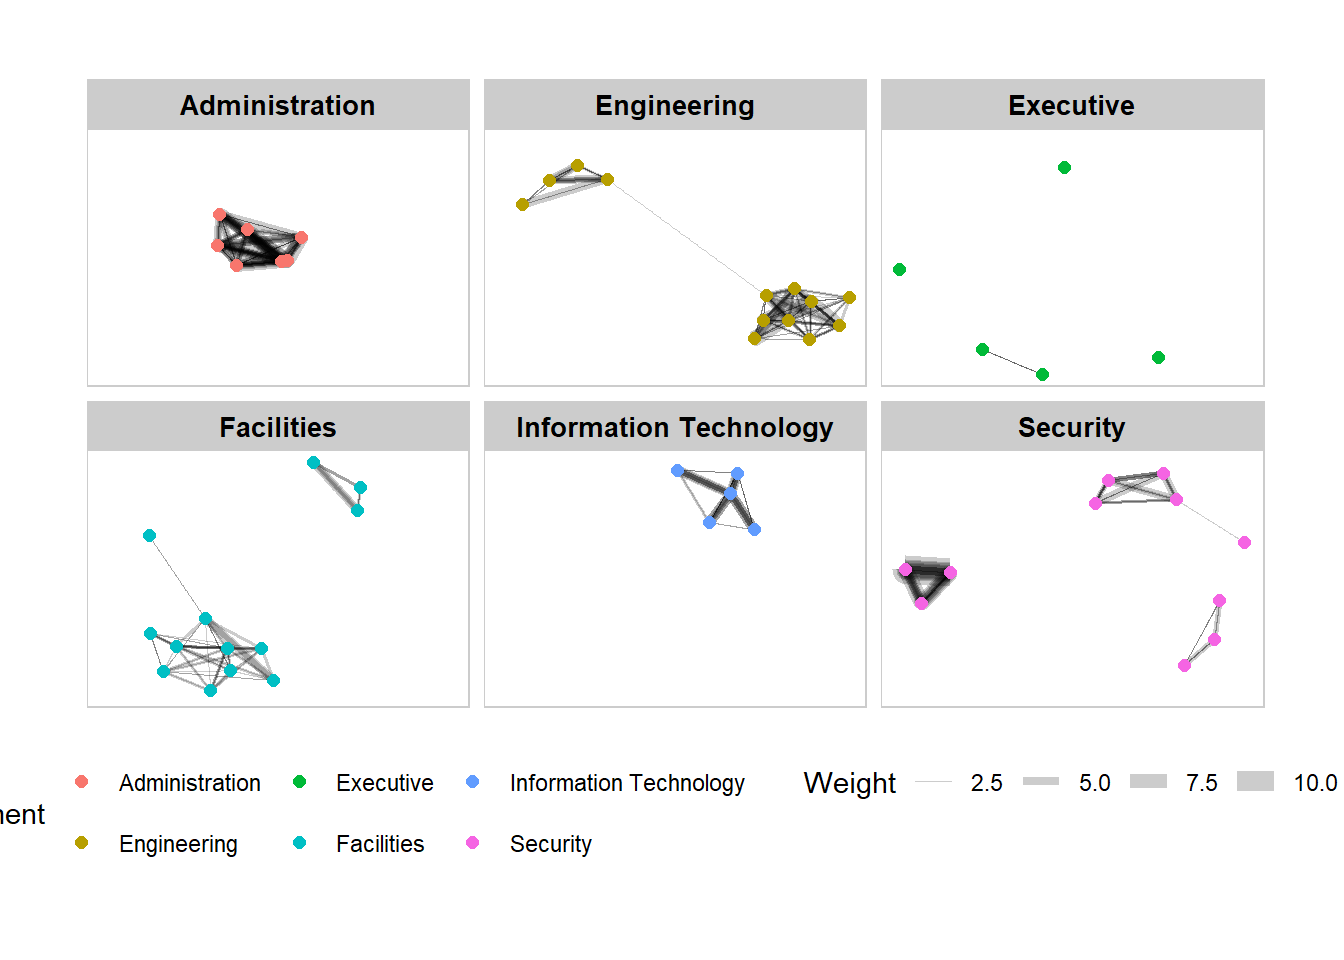 Administration
Engineering
Executive
Facilities
Information Technology
Security
Administration
Executive
Information Technology
Weight
2.5
5.0
7.5
10.0
Engineering
Facilities
Security